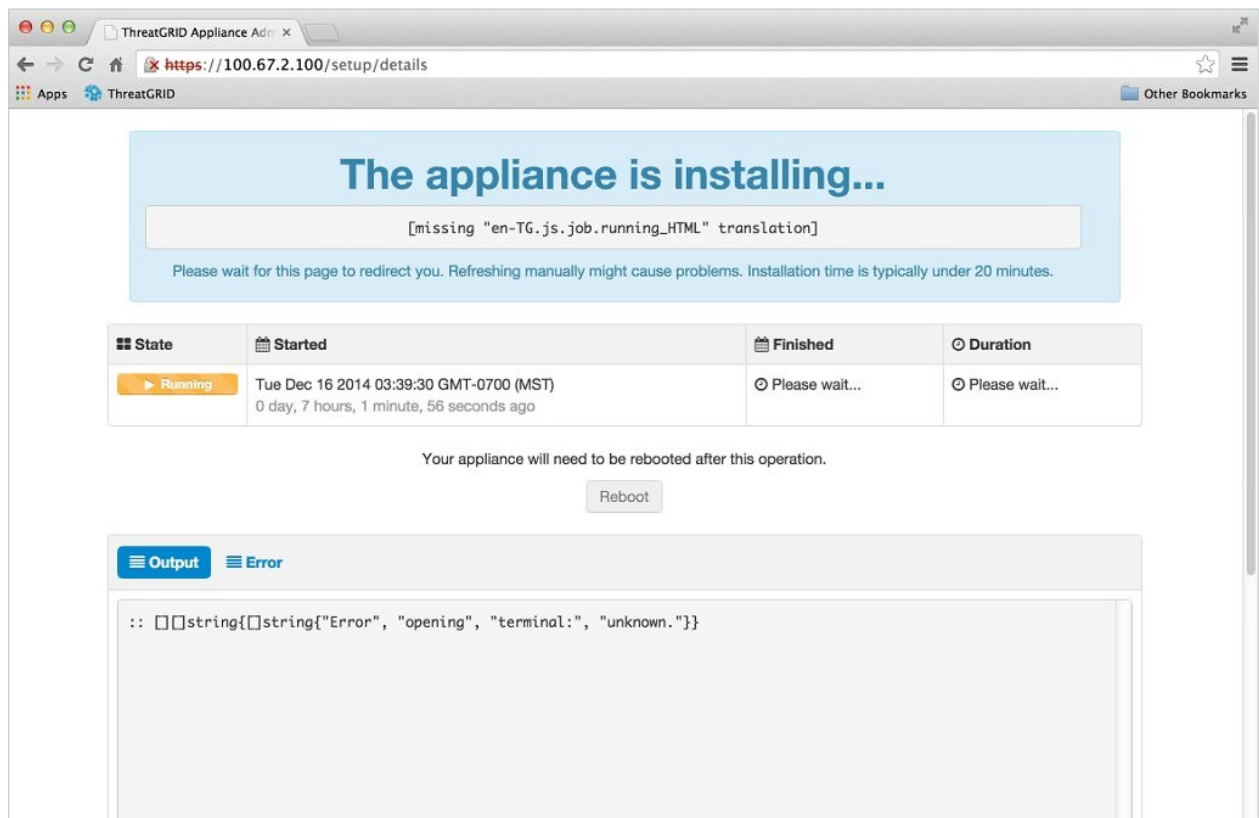 ThreatGRID Appliance Adm
https://100.67.2.100/setup/details
Apps ThreatGRID Other Bookmarks
The appliance is installing...
[missing "en-TG.js.job.running_HTML" translation]
Please wait for this page to redirect you. Refreshing manually might cause problems. Installation time is typically under 20 minutes.
State Started Finished Duration
Running Tue Dec 16 2014 03:39:30 GMT-0700 (MST) Please wait... Please wait...
0 day, 7 hours, 1 minute, 56 seconds ago
Your appliance will need to be rebooted after this operation.
Reboot
Output Error
:: [][]string{[]string{"Error", "opening", "terminal:", "unknown."}}